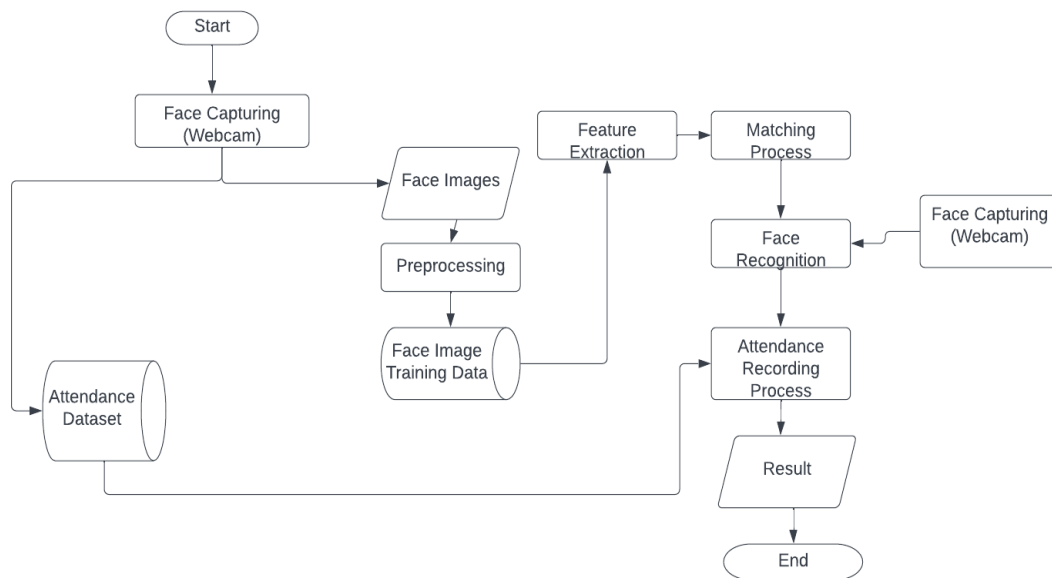 Start
Face Capturing
(Webcam)
Face Images
Preprocessing
Face Image
Training Data
Attendance
Dataset
Feature
Extraction
Matching
Process
Face
Recognition
Face Capturing
(Webcam)
Attendance
Recording
Process
Result
End